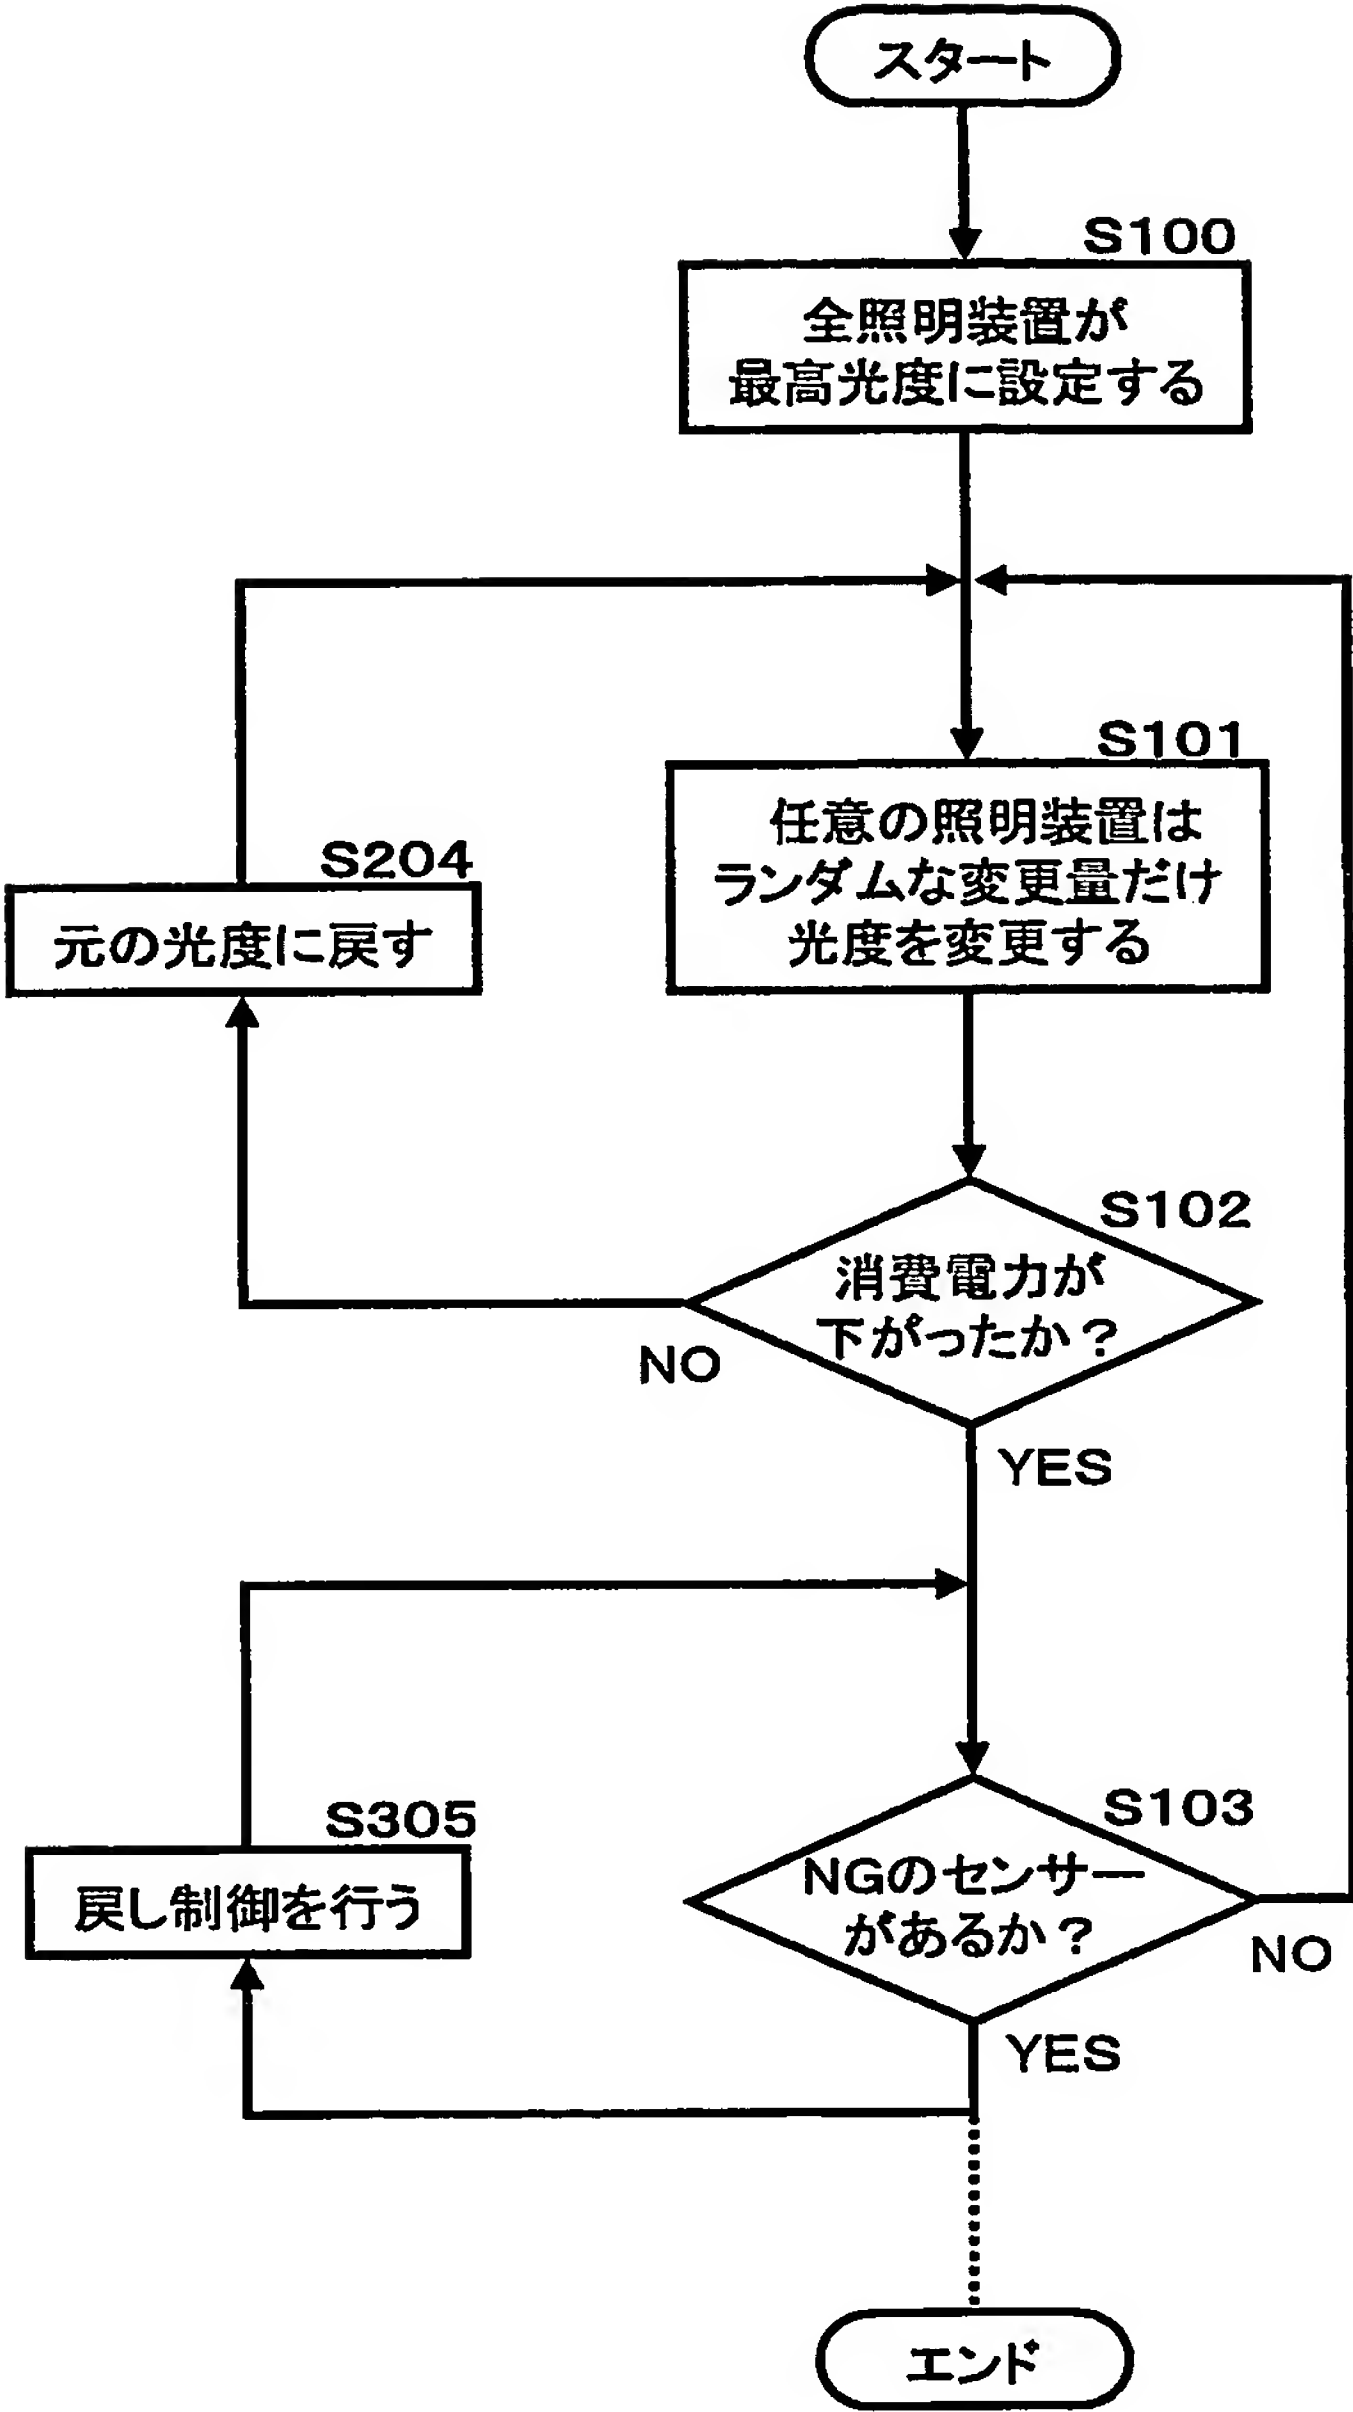 スタート
S100
全照明装置が
最高光度に設定する
S101
任意の照明装置は
ランダムな変更量だけ
光度を変更する
S204
元の光度に戻す
S102
消費電力が
下がったか？
NO
YES
S305
戻し制御を行う
S103
NGのセンサー
があるか？
NO
YES
エンド